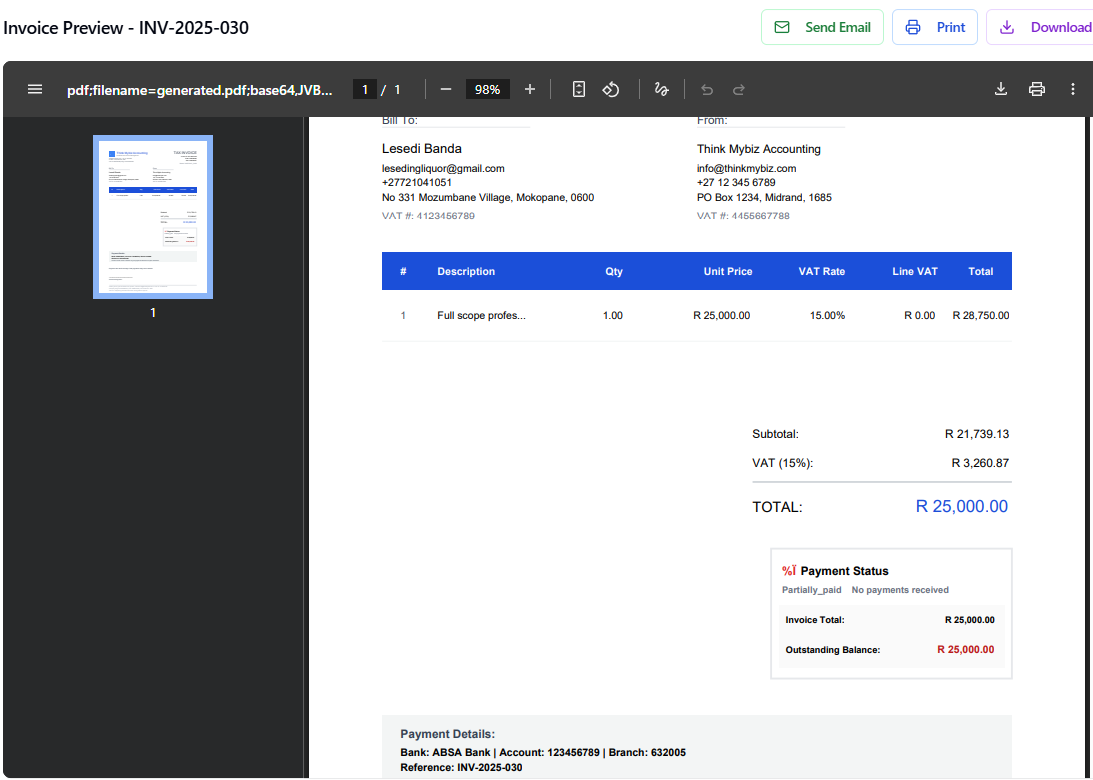 Invoice Preview - INV-2025-030
Send Email
Print
Download
pdf;filename=generated.pdf;base64,JVB...
1 / 1
98%
1
Bill To:
Lesedi Banda
lesedingliquor@gmail.com
+27721041051
No 331 Mozumbane Village, Mokopane, 0600
VAT #: 4123456789
From:
Think Mybiz Accounting
info@thinkmybiz.com
+27 12 345 6789
PO Box 1234, Midrand, 1685
VAT #: 4455667788
# Description Qty Unit Price VAT Rate Line VAT Total
1 Full scope profes... 1.00 R 25,000.00 15.00% R 0.00 R 28,750.00
Subtotal: R 21,739.13
VAT (15%): R 3,260.87
TOTAL: R 25,000.00
%Ï Payment Status
Partially_paid No payments received
Invoice Total: R 25,000.00
Outstanding Balance: R 25,000.00
Payment Details:
Bank: ABSA Bank | Account: 123456789 | Branch: 632005
Reference: INV-2025-030